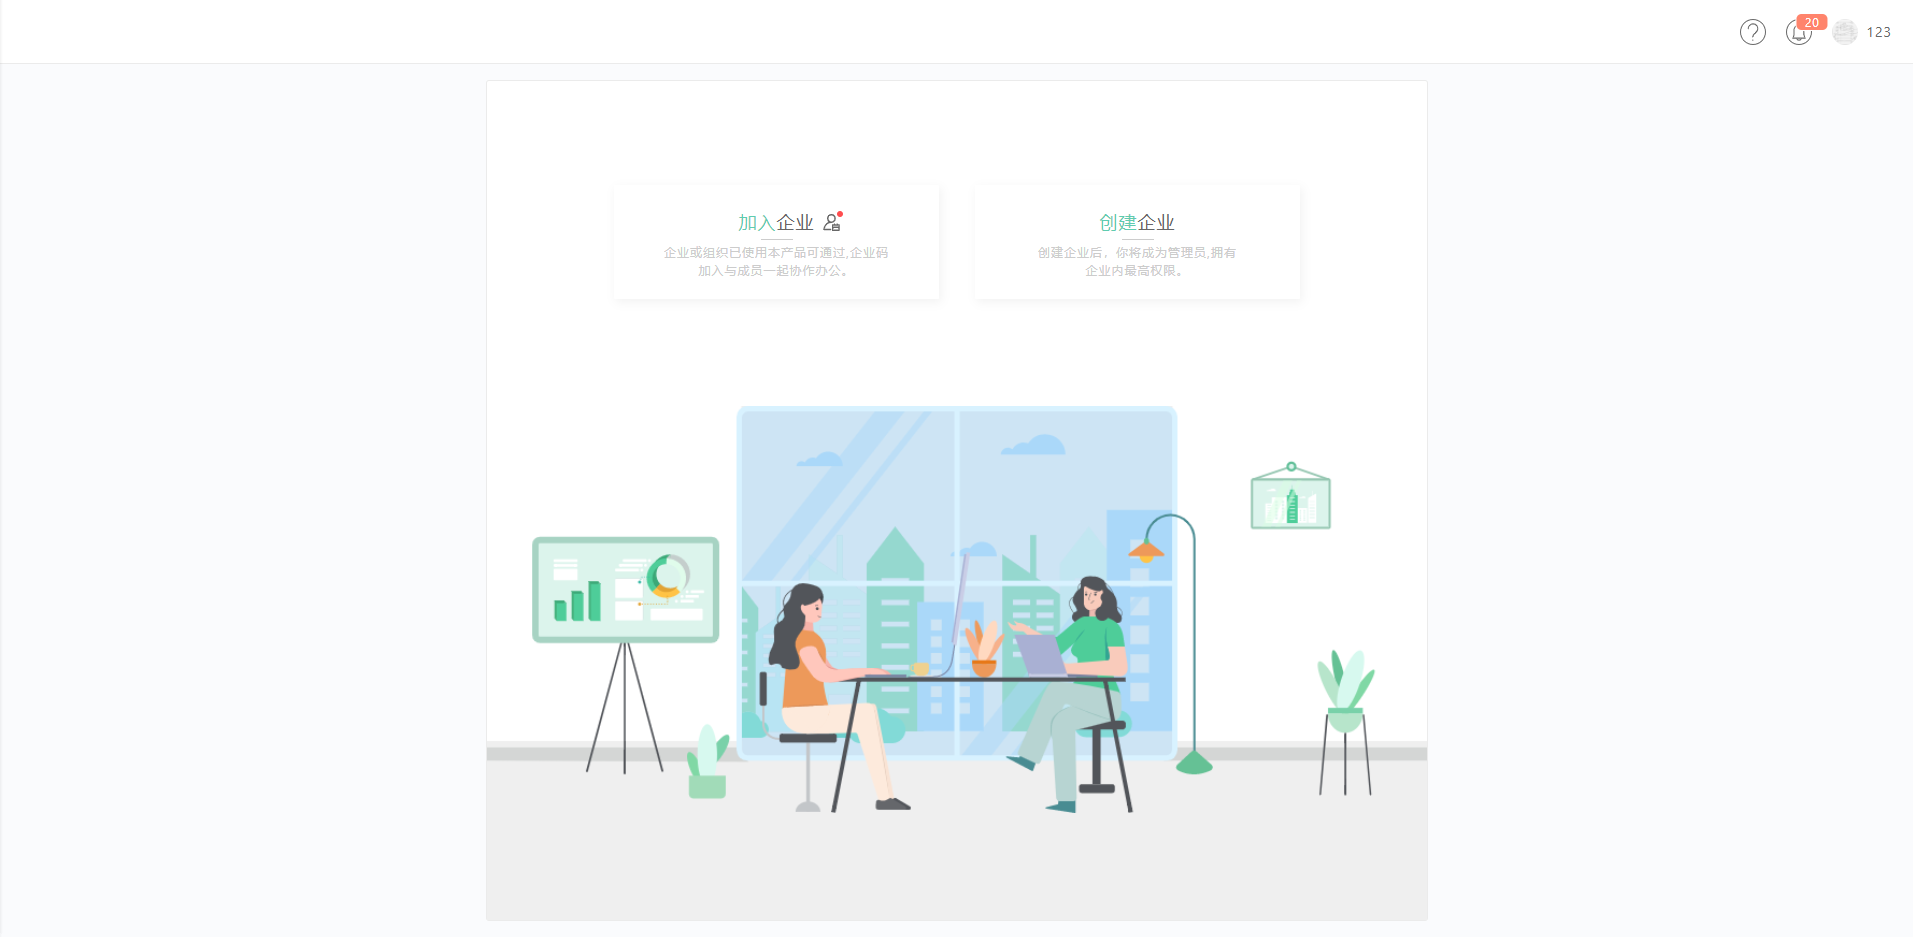 20
123
加入企业
企业或组织已使用本产品可通过,企业码
加入与成员一起协作办公。
创建企业
创建企业后，你将成为管理员,拥有
企业内最高权限。